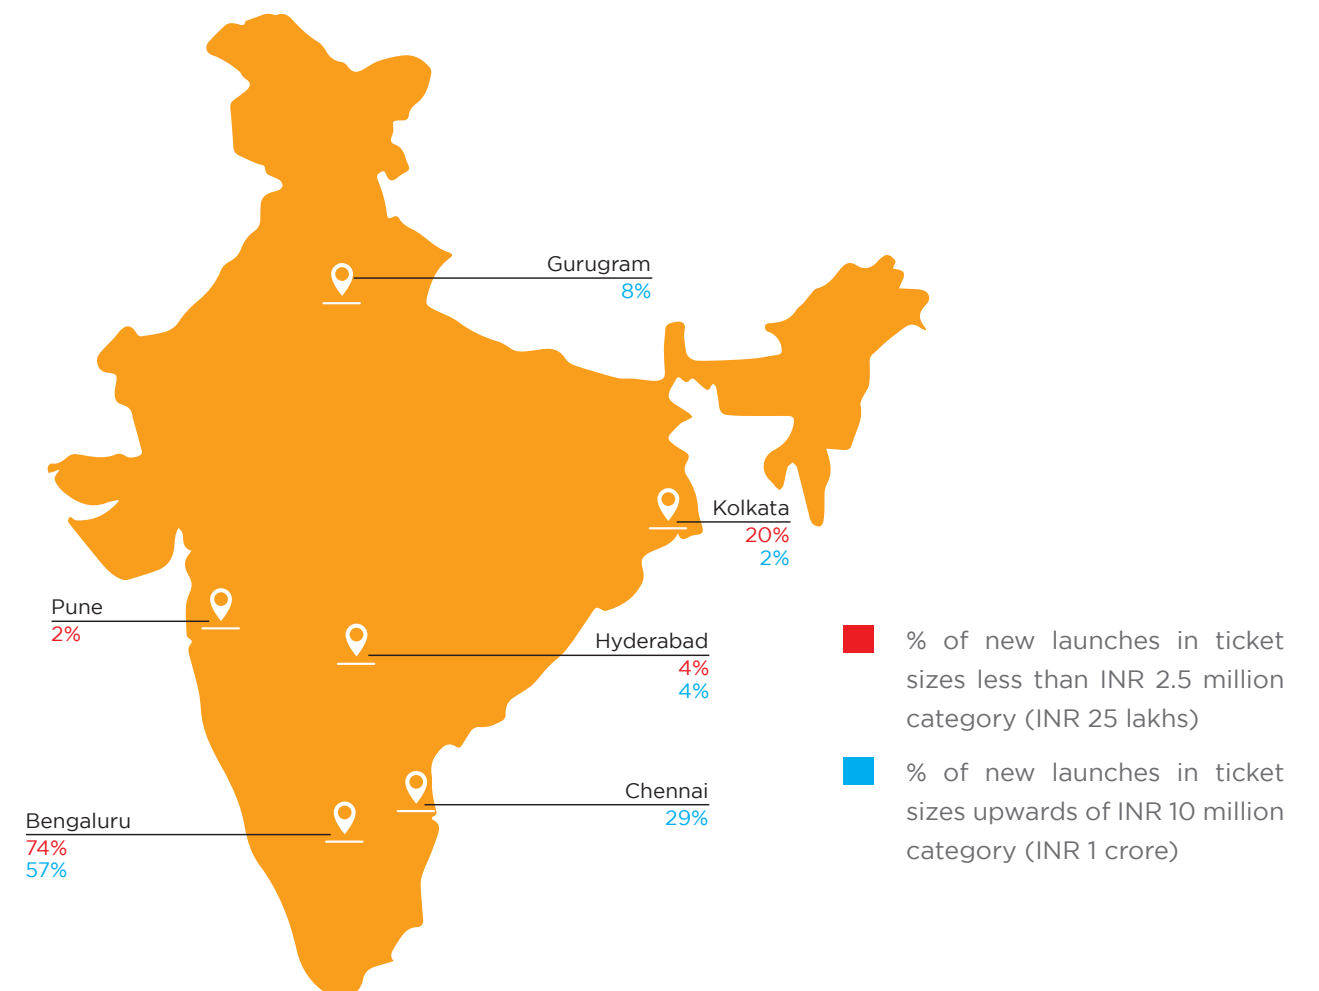 Gurugram
8%
Kolkata
20%
2%
Pune
2%
Hyderabad
4%
4%
Chennai
29%
Bengaluru
74%
57%
% of new launches in ticket
sizes less than INR 2.5 million
category (INR 25 lakhs)
% of new launches in ticket
sizes upwards of INR 10 million
category (INR 1 crore)